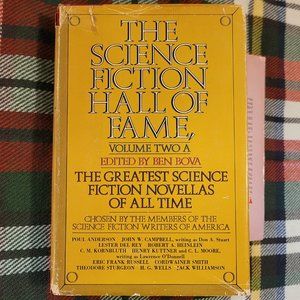 THE
SCIENCE
FICTION
HALL OF
FAME,
VOLUME TWO A
EDITED BY BEN BOVA
THE GREATEST SCIENCE
FICTION NOVELLAS
OF ALL TIME
CHOSEN BY THE MEMBERS OF THE
SCIENCE FICTION WRITERS OF AMERICA
POUL ANDERSON JOHN W. CAMPBELL, writing as Don A. Stuart
LESTER DEL REY ROBERT A. HEINLEIN
C. M. KORNBLUTH HENRY KUTTNER and C. L. MOORE,
writing as Lawrence O'Donnell
ERIC FRANK RUSSELL CORDWAINER SMITH
THEODORE STURGEON H. G. WELLS JACK WILLIAMSON